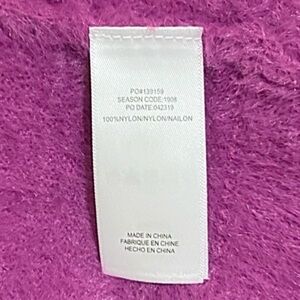 PO#139159
SEASON CODE:1908
PO DATE:042319
100%NYLON/NYLON/NAILON
MADE IN CHINA
FABRIQUE EN CHINE
HECHO EN CHINA